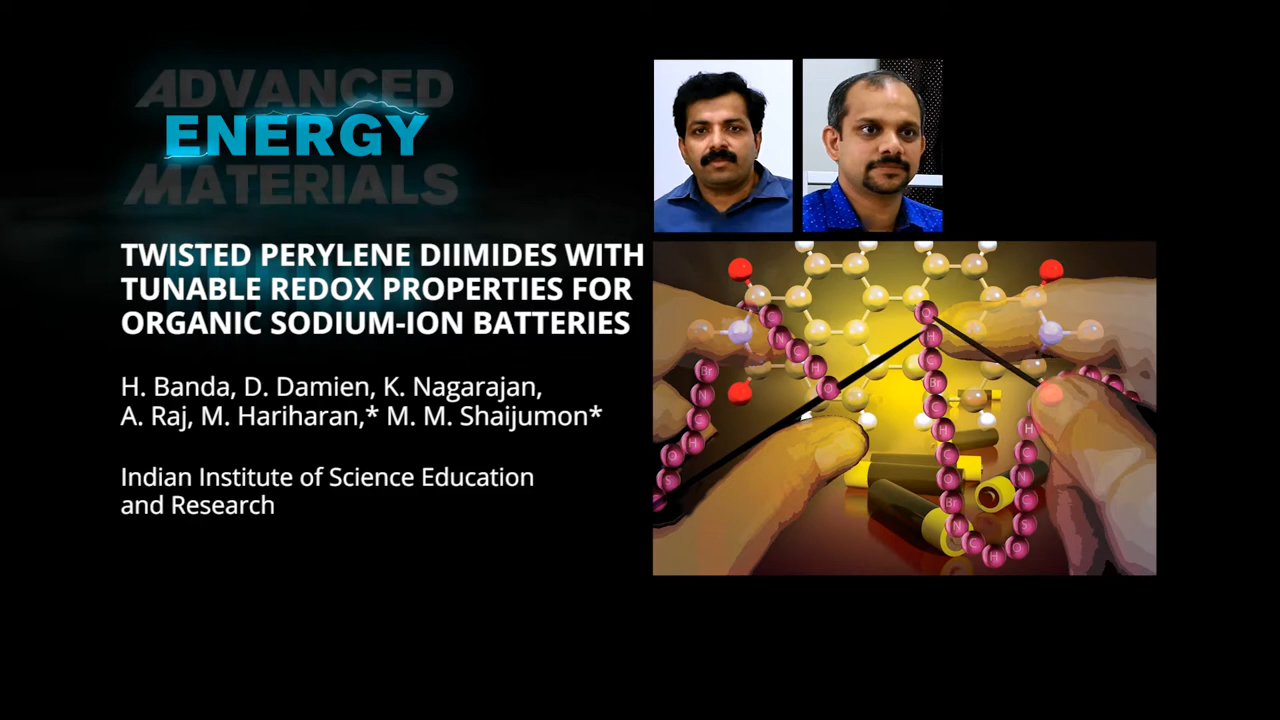 ADVANCED
ENERGY
MATERIALS
TWISTED PERYLENE DIIMIDES WITH
TUNABLE REDOX PROPERTIES FOR
ORGANIC SODIUM-ION BATTERIES
H. Banda, D. Damien, K. Nagarajan,
A. Raj, M. Hariharan,* M. M. Shaijumon*
Indian Institute of Science Education
and Research